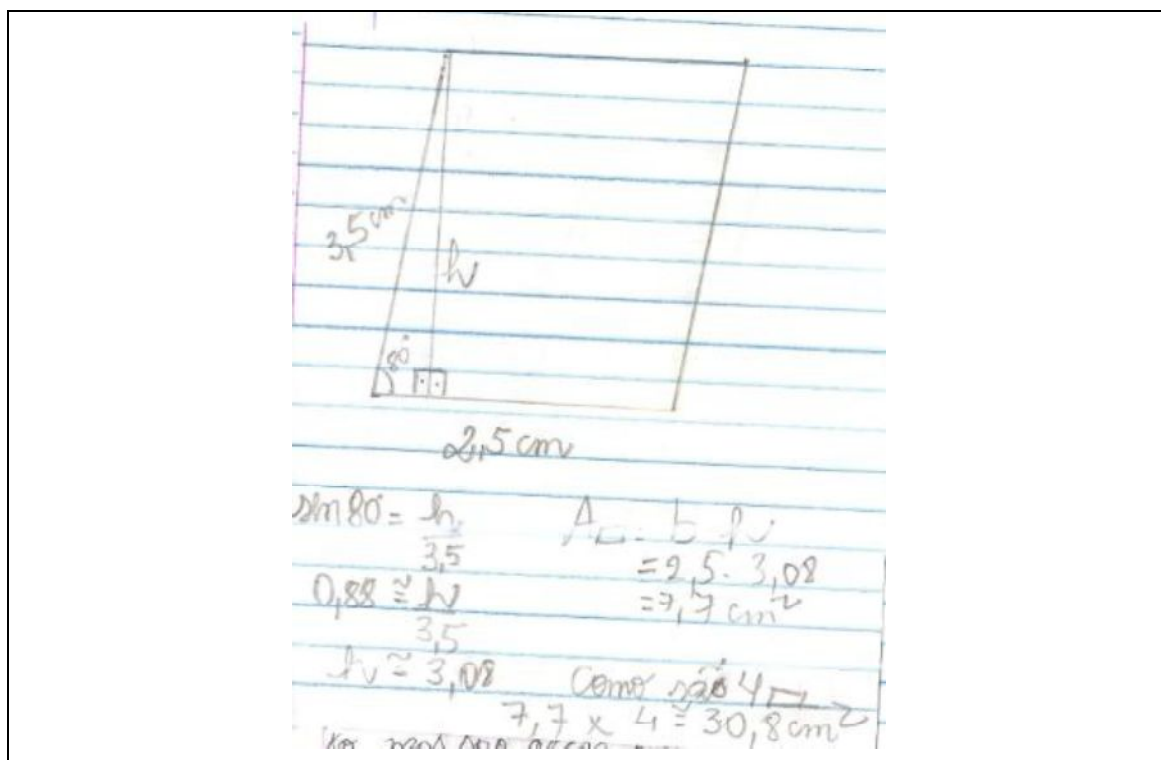 3,5 cm
h
80°
2,5 cm
sin 80° = h
3,5
0,88 ≅ h
3,5
h ≅ 3,08
A▱ = b h
= 2,5 . 3,08
= 7,7 cm²
Como são 4 ▱
7,7 x 4 = 30,8 cm²